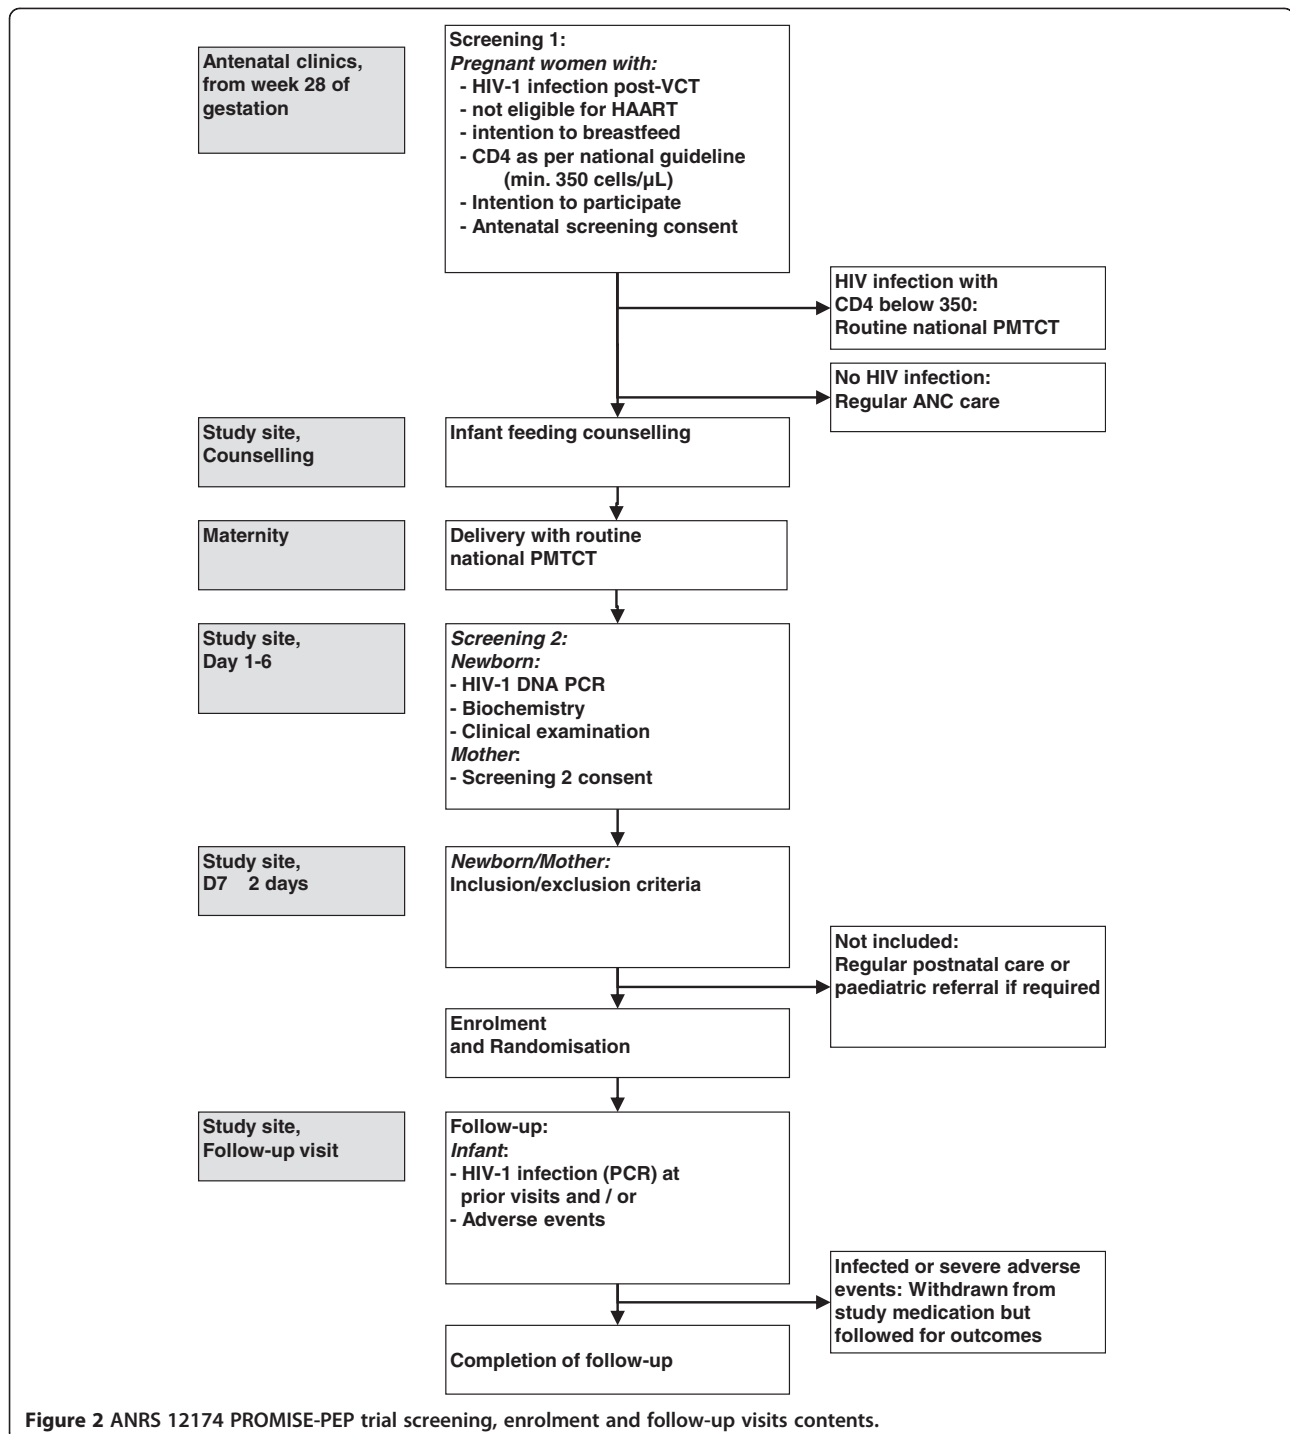 Antenatal clinics,
from week 28 of
gestation
Screening 1:
Pregnant women with:
- HIV-1 infection post-VCT
- not eligible for HAART
- intention to breastfeed
- CD4 as per national guideline
(min. 350 cells/µL)
- Intention to participate
- Antenatal screening consent
HIV infection with
CD4 below 350:
Routine national PMTCT
No HIV infection:
Regular ANC care
Study site,
Counselling
Infant feeding counselling
Maternity
Delivery with routine
national PMTCT
Study site,
Day 1-6
Screening 2:
Newborn:
- HIV-1 DNA PCR
- Biochemistry
- Clinical examination
Mother:
- Screening 2 consent
Study site,
D7 2 days
Newborn/Mother:
Inclusion/exclusion criteria
Not included:
Regular postnatal care or
paediatric referral if required
Enrolment
and Randomisation
Study site,
Follow-up visit
Follow-up:
Infant:
- HIV-1 infection (PCR) at
prior visits and / or
- Adverse events
Infected or severe adverse
events: Withdrawn from
study medication but
followed for outcomes
Completion of follow-up
Figure 2 ANRS 12174 PROMISE-PEP trial screening, enrolment and follow-up visits contents.